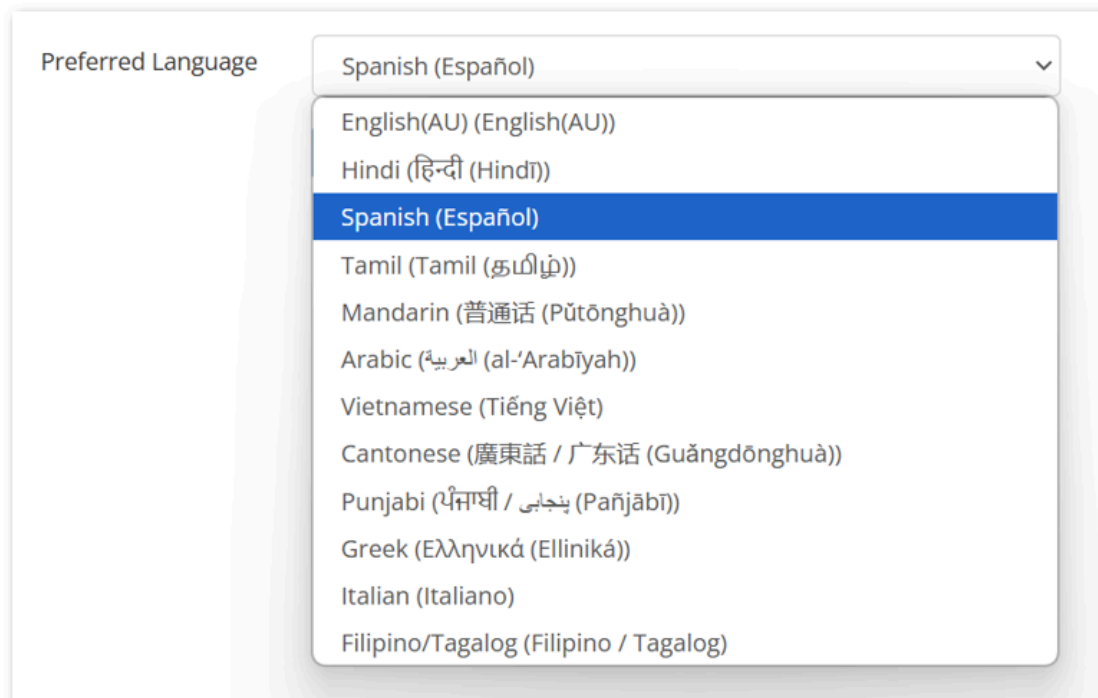 Preferred Language
Spanish (Español)
English(AU) (English(AU))
Hindi (हिन्दी (Hindī))
Spanish (Español)
Tamil (Tamil (தமிழ்))
Mandarin (普通话 (Pǔtōnghuà))
Arabic (العربية (al-‘Arabīyah))
Vietnamese (Tiếng Việt)
Cantonese (廣東話 / 广东话 (Guǎngdōnghuà))
Punjabi (ਪੰਜਾਬੀ / پنجابی (Pañjābī))
Greek (Ελληνικά (Elliniká))
Italian (Italiano)
Filipino/Tagalog (Filipino / Tagalog)